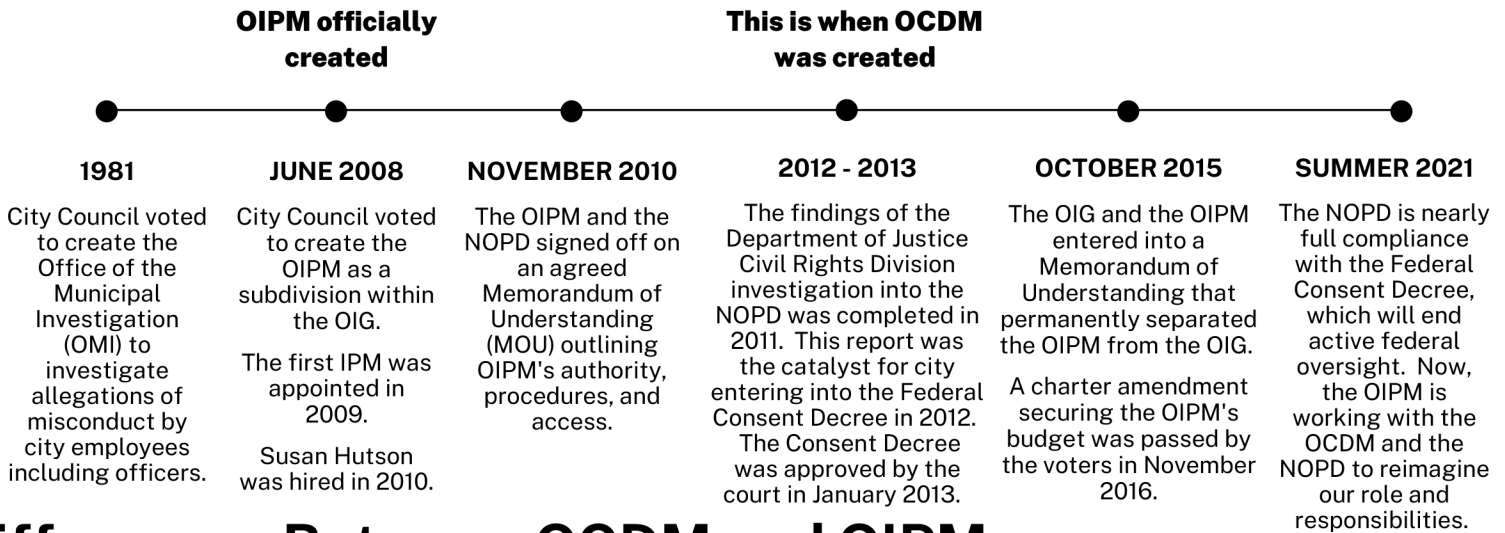 OIPM officially
created
This is when OCDM
was created
1981
City Council voted
to create the
Office of the
Municipal
Investigation
(OMI) to
investigate
allegations of
misconduct by
city employees
including officers.
JUNE 2008
City Council voted
to create the
OIPM as a
subdivision within
the OIG.
The first IPM was
appointed in
2009.
Susan Hutson
was hired in 2010.
NOVEMBER 2010
The OIPM and the
NOPD signed off on
an agreed
Memorandum of
Understanding
(MOU) outlining
OIPM's authority,
procedures, and
access.
2012 - 2013
The findings of the
Department of Justice
Civil Rights Division
investigation into the
NOPD was completed in
2011.  This report was
the catalyst for city
entering into the Federal
Consent Decree in 2012.
The Consent Decree
was approved by the
court in January 2013.
OCTOBER 2015
The OIG and the OIPM
entered into a
Memorandum of
Understanding that
permanently separated
the OIPM from the OIG.
A charter amendment
securing the OIPM's
budget was passed by
the voters in November
2016.
SUMMER 2021
The NOPD is nearly
full compliance
with the Federal
Consent Decree,
which will end
active federal
oversight.  Now,
the OIPM is
working with the
OCDM and the
NOPD to reimagine
our role and
responsibilities.
OCDM
OIPM